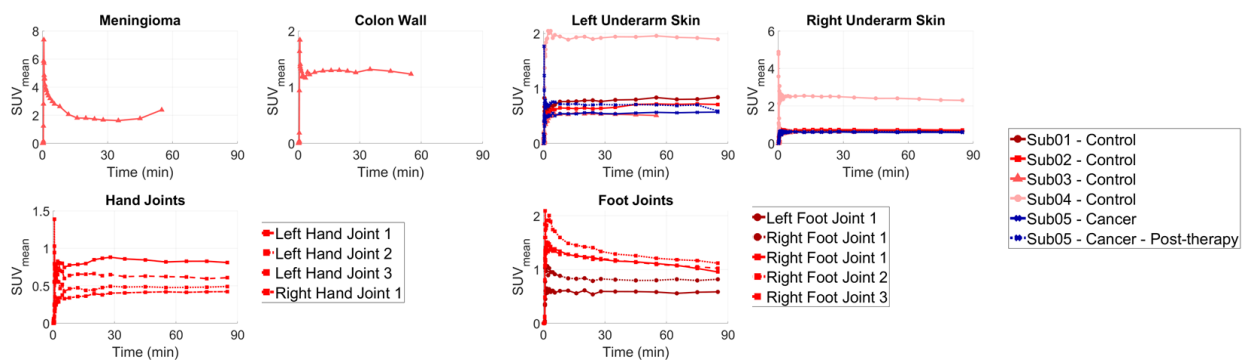 Meningioma
Colon Wall
Left Underarm Skin
Right Underarm Skin
8
6
4
2
0
SUVmean
0 30 60 90
Time (min)
2
1
0
SUVmean
0 30 60 90
Time (min)
2
1
0
SUVmean
0 30 60 90
Time (min)
6
4
2
0
SUVmean
0 30 60 90
Time (min)
Sub01 - Control
Sub02 - Control
Sub03 - Control
Sub04 - Control
Sub05 - Cancer
Sub05 - Cancer - Post-therapy
Hand Joints
1.5
1
0.5
0
SUVmean
0 30 60 90
Time (min)
Left Hand Joint 1
Left Hand Joint 2
Left Hand Joint 3
Right Hand Joint 1
Foot Joints
2
1
0
SUVmean
0 30 60 90
Time (min)
Left Foot Joint 1
Right Foot Joint 1
Right Foot Joint 1
Right Foot Joint 2
Right Foot Joint 3